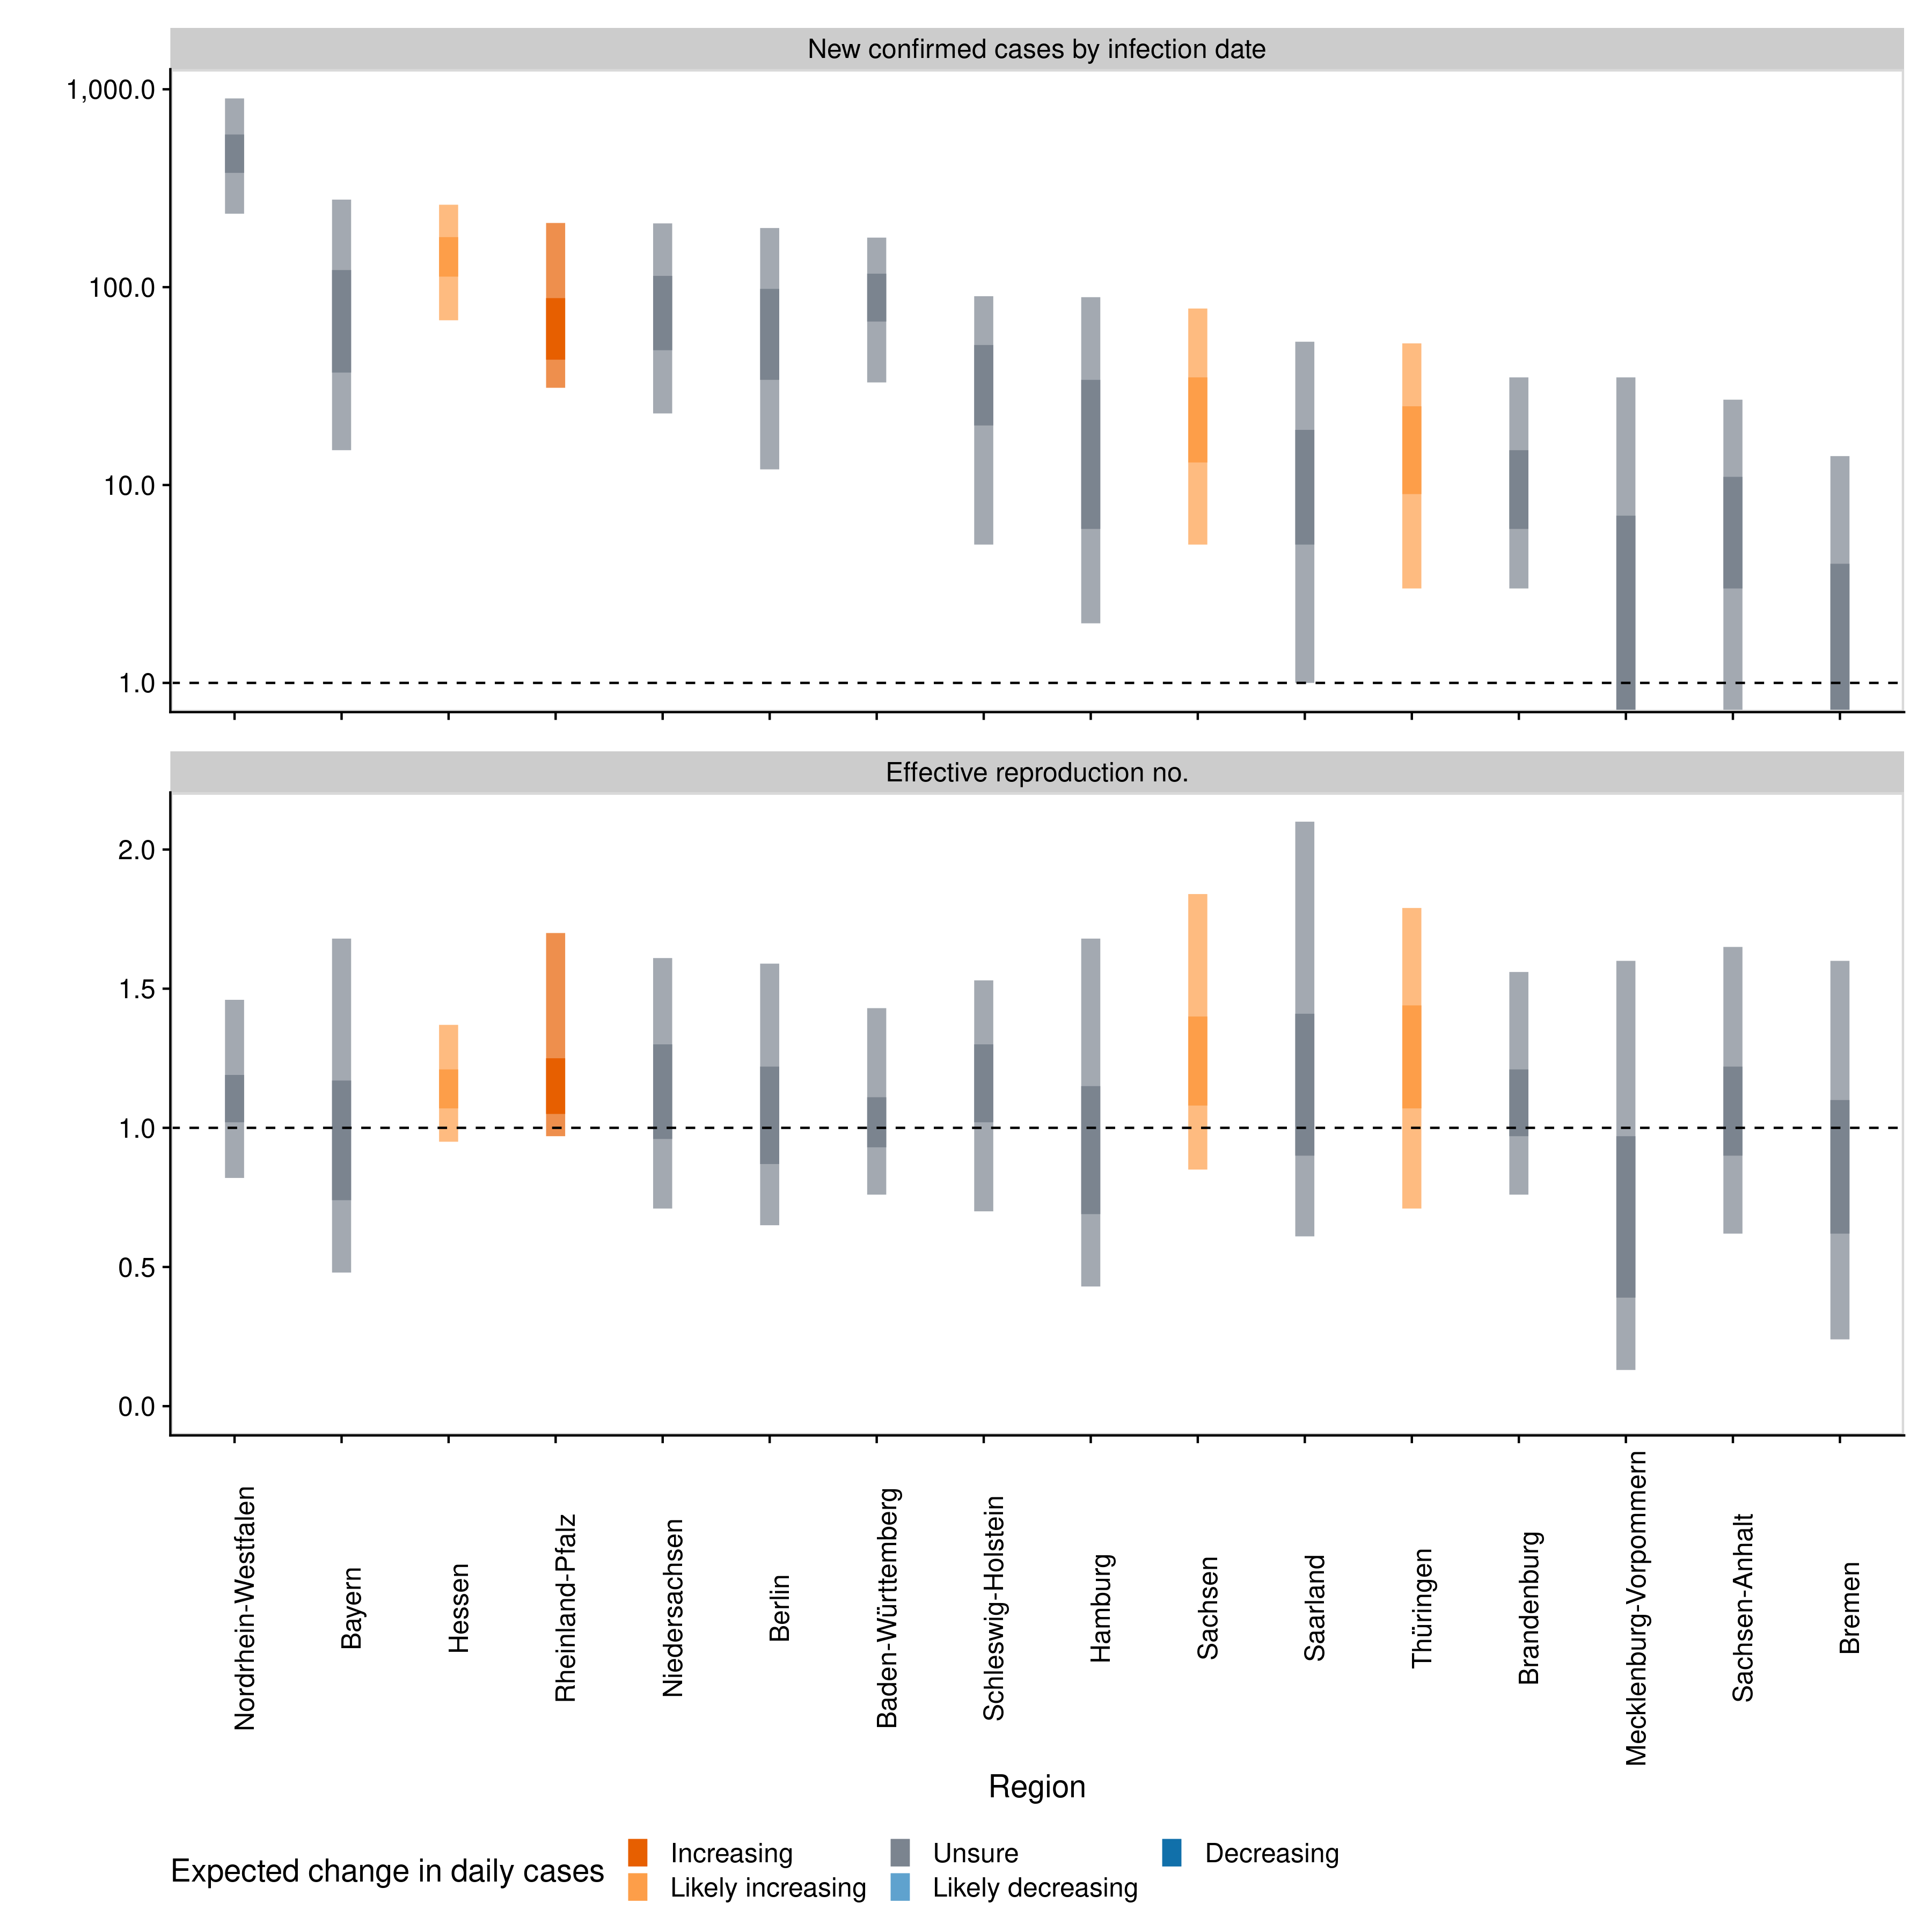 New confirmed cases by infection date
1,000.0
100.0
10.0
1.0
Effective reproduction no.
2.0
1.5
1.0
0.5
0.0
Nordrhein-Westfalen
Bayern
Hessen
Rheinland-Pfalz
Niedersachsen
Berlin
Baden-Württemberg
Schleswig-Holstein
Hamburg
Sachsen
Saarland
Thüringen
Brandenburg
Mecklenburg-Vorpommern
Sachsen-Anhalt
Bremen
Region
Expected change in daily cases
Increasing
Likely increasing
Unsure
Likely decreasing
Decreasing